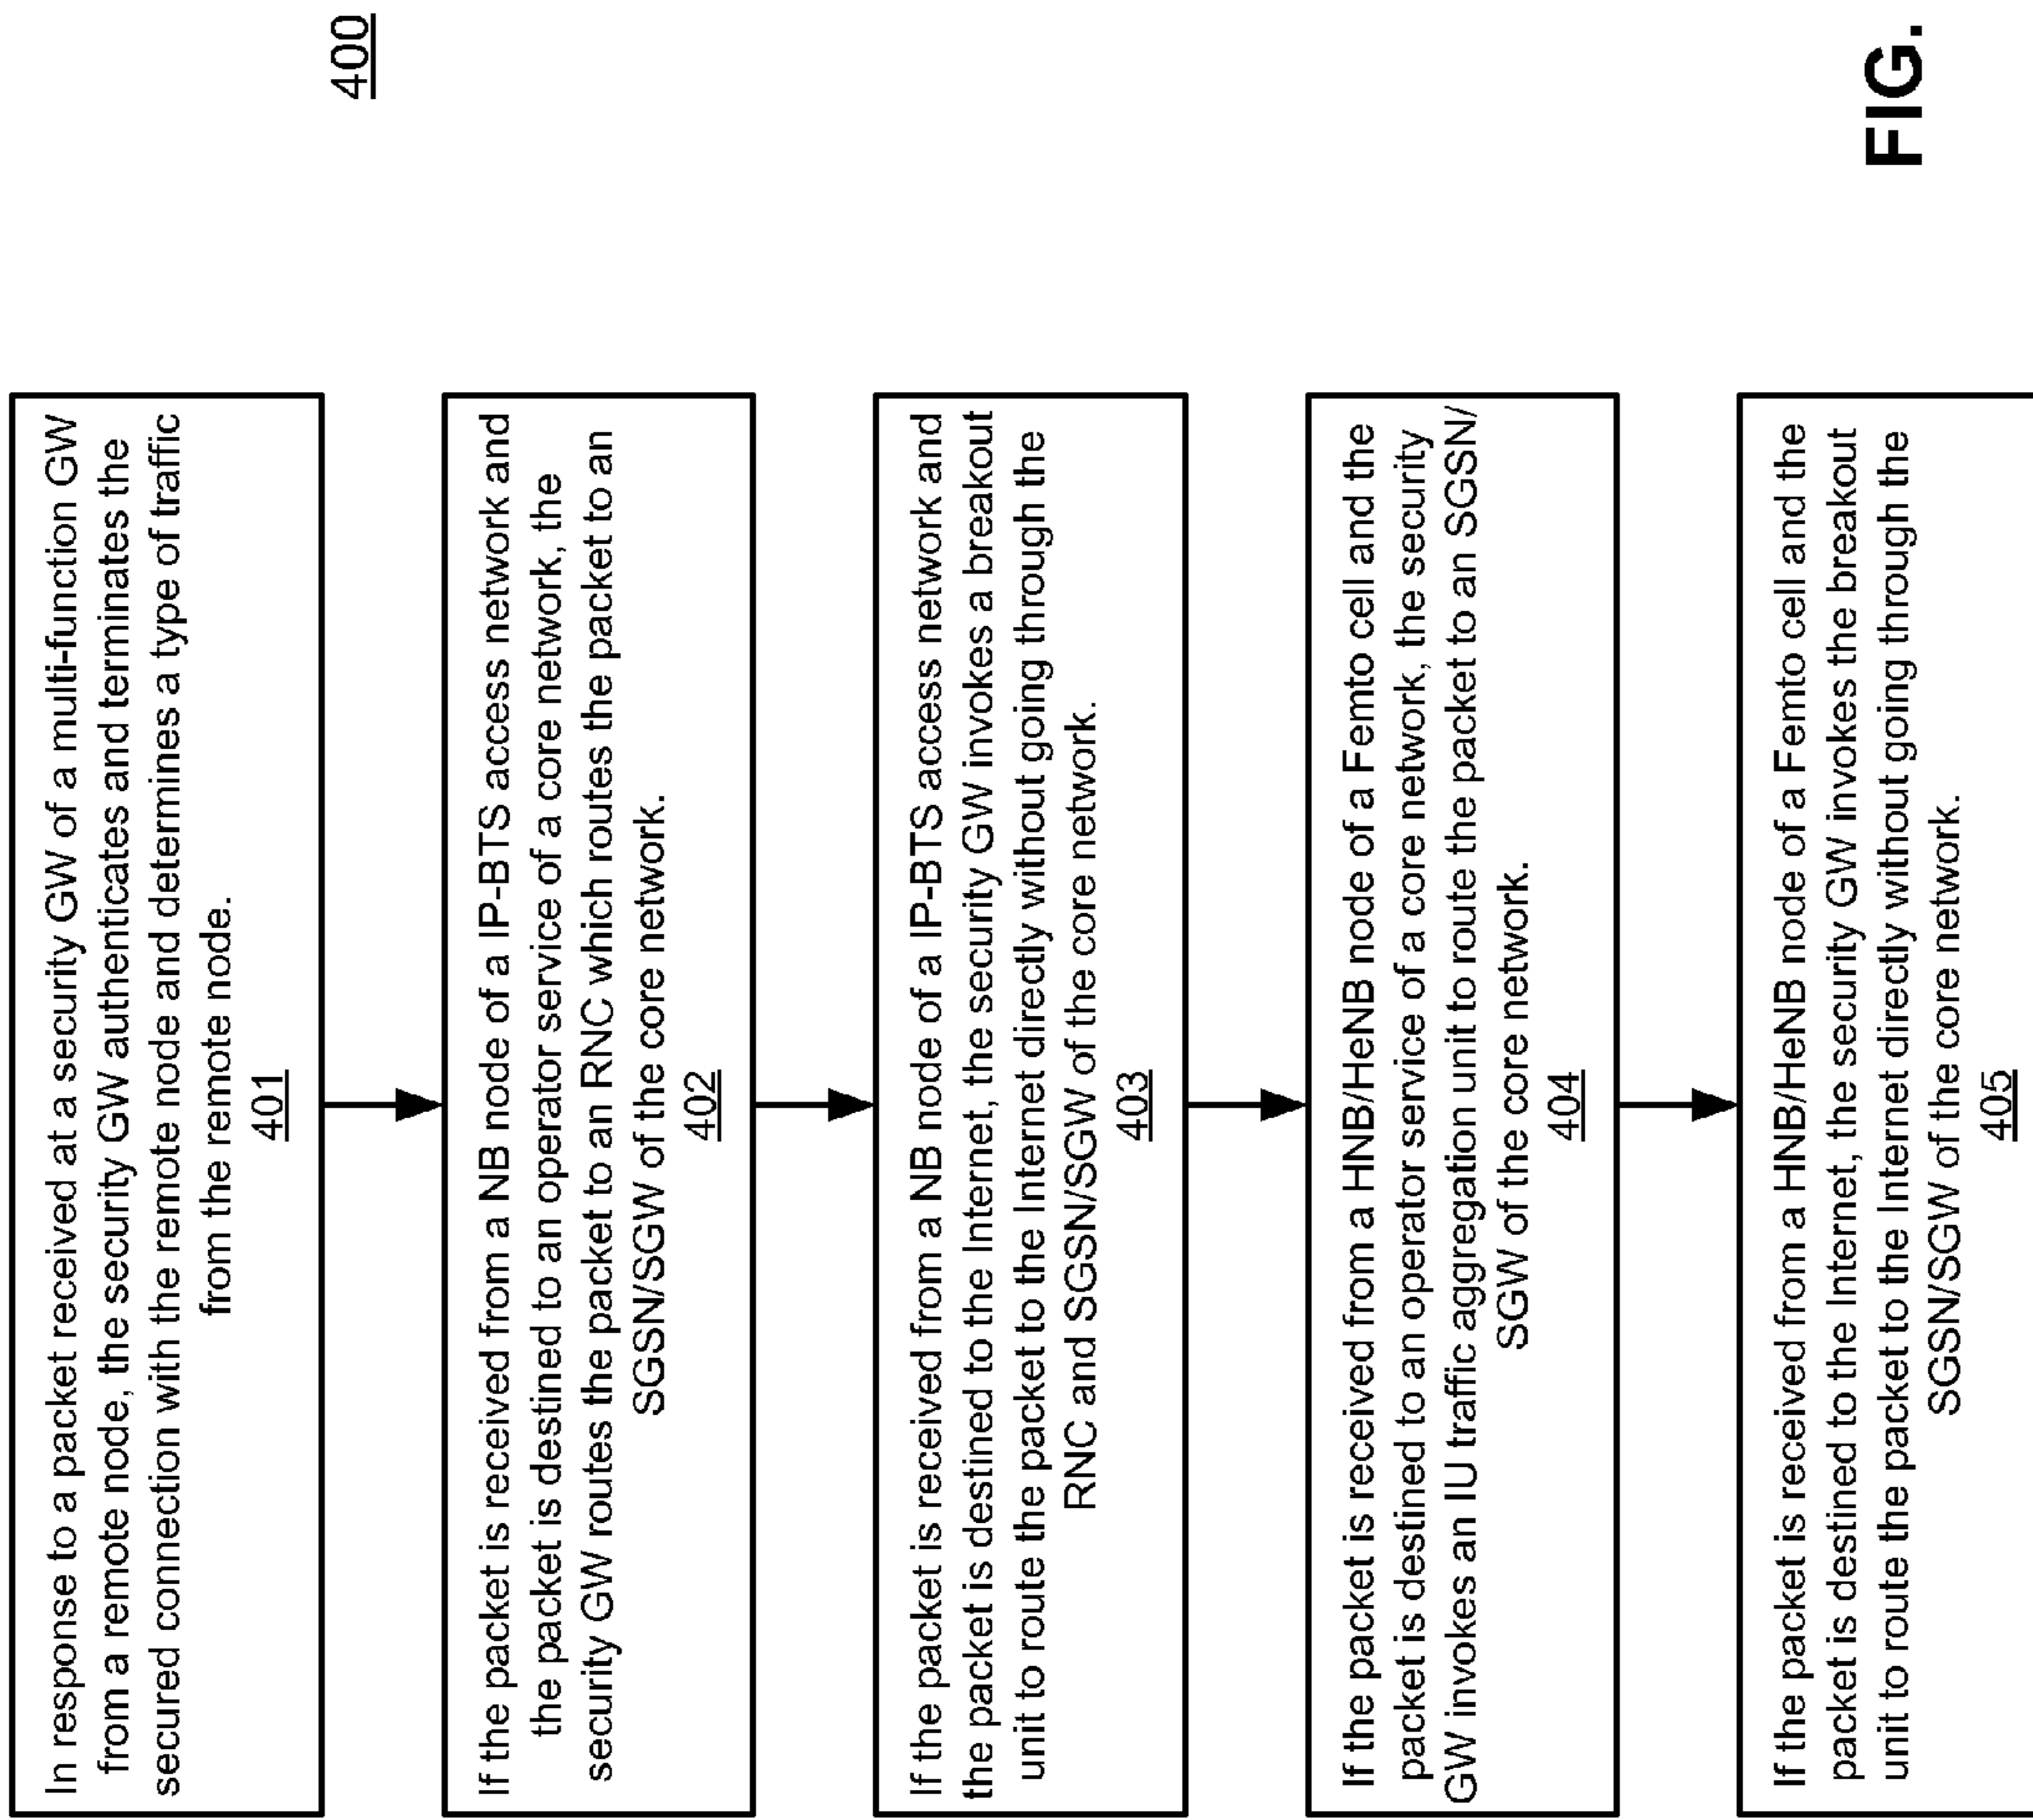 400
In response to a packet received at a security GW of a multi-function GW
from a remote node, the security GW authenticates and terminates the
secured connection with the remote node and determines a type of traffic
from the remote node.
401
If the packet is received from a NB node of a IP-BTS access network and
the packet is destined to an operator service of a core network, the
security GW routes the packet to an RNC which routes the packet to an
SGSN/SGW of the core network.
402
If the packet is received from a NB node of IP-BTS access network and
the packet is destined to the Internet, the security GW invokes a breakout
unit to route the packet to the Internet directly without going through the
RNC and SGSN/SGW of the core network.
403
If the packet is received from a HNB/HeNB node of a Femto cell and the
packet is destined to an operator service of a core network, the security
GW invokes an IU traffic aggregation unit to route the packet to an SGSN/
SGW of the core network.
404
If the packet is received from a HNB/HeNB node of a Femto cell and the
packet is destined to the Internet, the security GW invokes the breakout
unit to route the packet to the Internet directly without going through the
SGSN/SGW of the core network.
405
FIG.